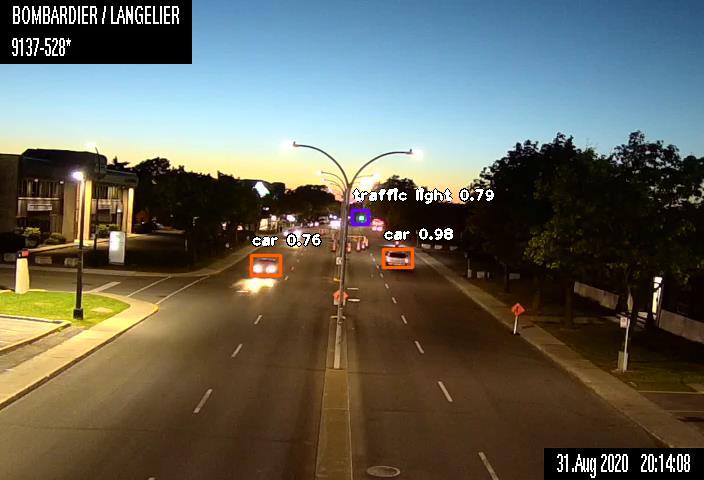 BOMBARDIER / LANGELIER
9137-528*
traffic light 0.79
car 0.76
car 0.98
31.Aug 2020 20:14:08